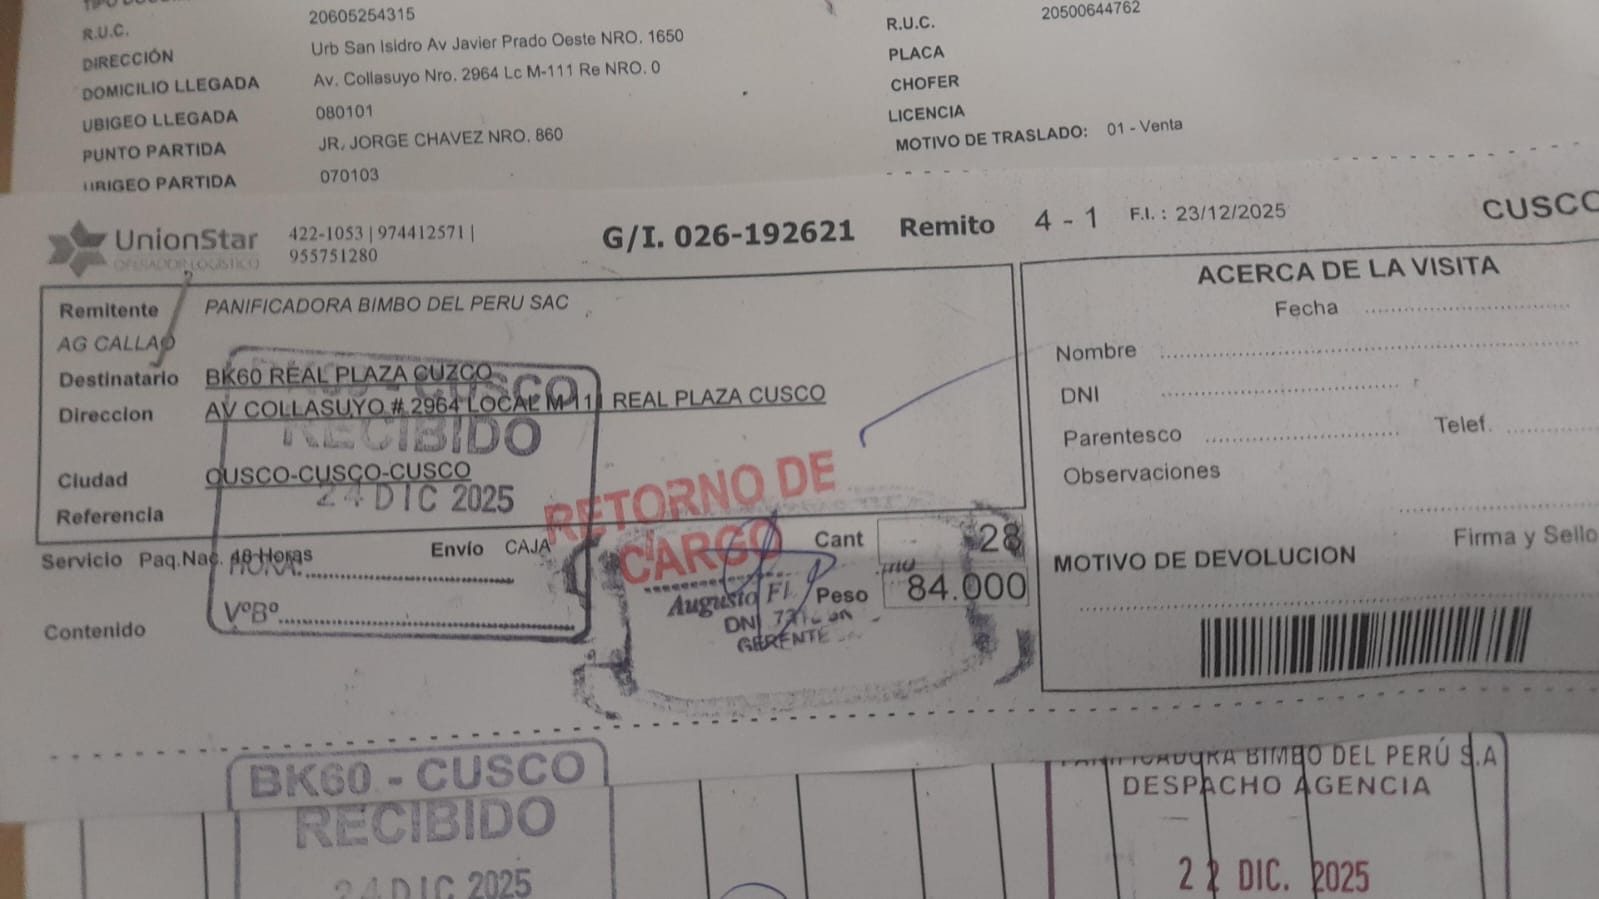 R.U.C. 20605254315
DIRECCIÓN Urb San Isidro Av Javier Prado Oeste NRO. 1650
DOMICILIO LLEGADA Av. Collasuyo Nro. 2964 Lc M-111 Re NRO. 0
UBIGEO LLEGADA 080101
PUNTO PARTIDA JR. JORGE CHAVEZ NRO. 860
UBIGEO PARTIDA 070103
R.U.C. 20500644762
PLACA
CHOFER
LICENCIA
MOTIVO DE TRASLADO: 01 - Venta
UnionStar
OPERADOR LOGISTICO
422-1053 | 974412571 |
955751280
G/I. 026-192621 Remito 4 - 1 F.I. : 23/12/2025 CUSCO
Remitente PANIFICADORA BIMBO DEL PERU SAC
AG CALLAO
Destinatario BK60 REAL PLAZA CUZCO
Direccion AV COLLASUYO # 2964 LOCAL M-111 REAL PLAZA CUSCO
Ciudad CUSCO-CUSCO-CUSCO
Referencia
Servicio Paq.Nac. 48 Horas Envío CAJA
Contenido
Cant 28
Peso 84.000
CUSCO
RECIBIDO
24 DIC 2025
HORA:
VºBº
RETORNO DE
CARGO
Augusto
DNI
GERENTE
ACERCA DE LA VISITA
Fecha
Nombre
DNI
Parentesco Telef.
Observaciones
Firma y Sello
MOTIVO DE DEVOLUCION
BK60 - CUSCO
RECIBIDO
24 DIC 2025
PANIFICADORA BIMBO DEL PERÚ S.A
DESPACHO AGENCIA
22 DIC. 2025